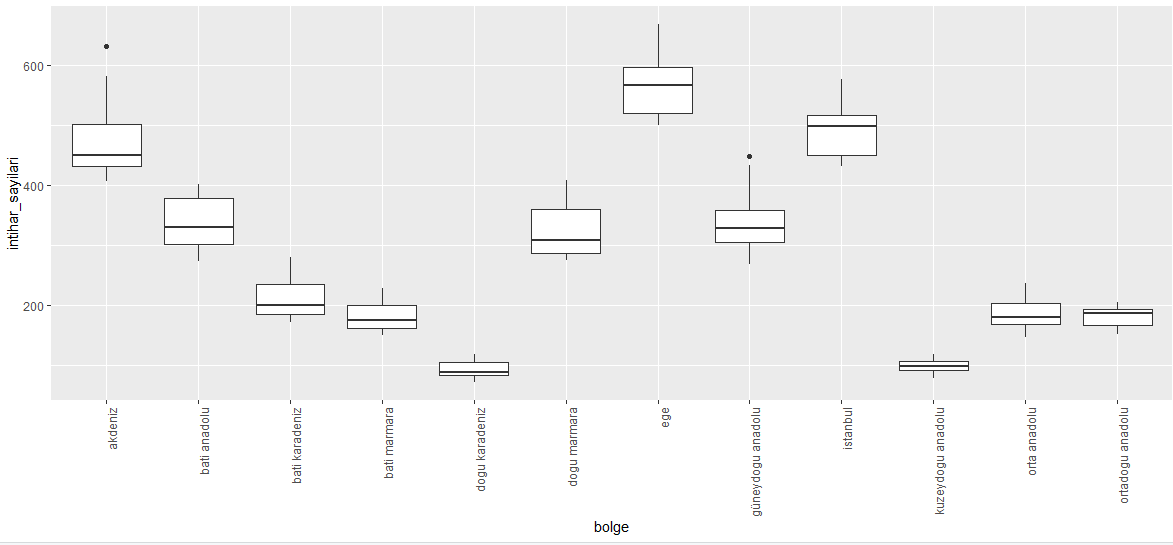 600
400
200
intihar_sayilari
akdeniz
bati anadolu
bati karadeniz
bati marmara
dogu karadeniz
dogu marmara
ege
güneydogu anadolu
istanbul
kuzeydogu anadolu
orta anadolu
ortadogu anadolu
bolge